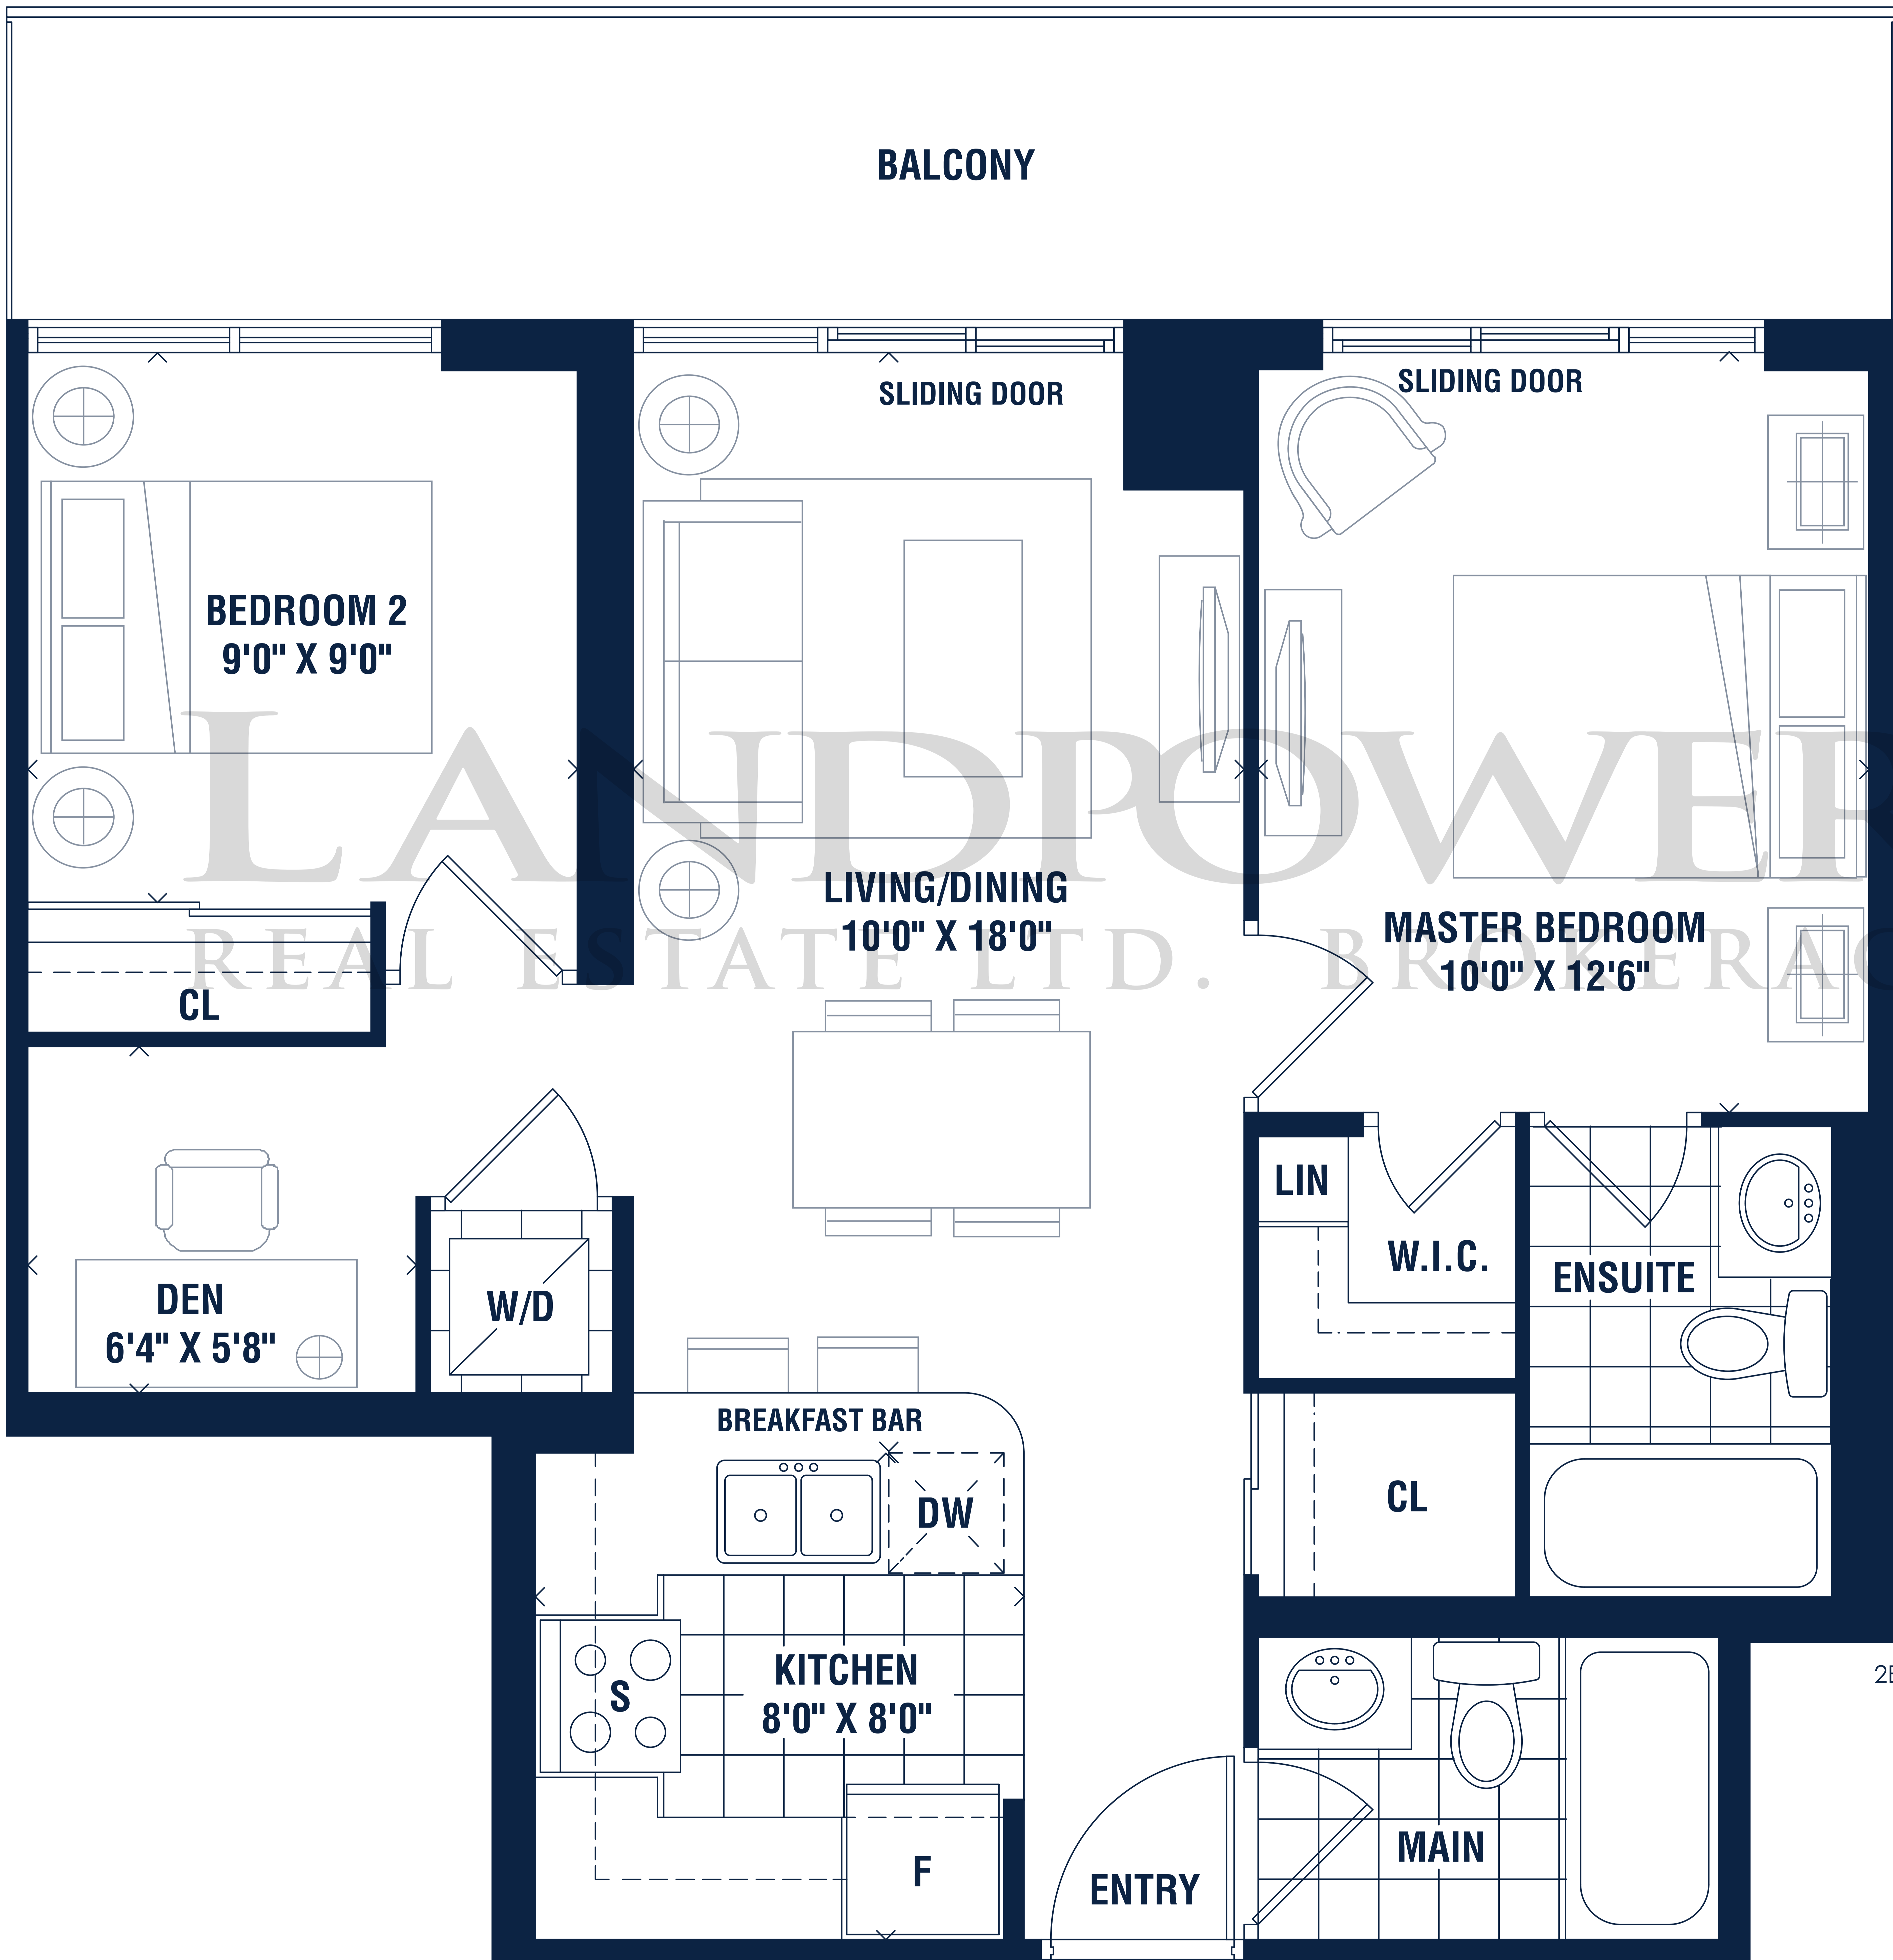 BALCONY
SLIDING DOOR
SLIDING DOOR
BEDROOM 2
9'0" X 9'0"
LANDPOWER
REAL ESTATE LTD. BROKERAG
LIVING/DINING
10'0" X 18'0"
MASTER BEDROOM
10'0" X 12'6"
CL
LIN
W.I.C.
ENSUITE
DEN
6'4" X 5'8"
W/D
BREAKFAST BAR
DW
CL
KITCHEN
8'0" X 8'0"
S
2B
F
ENTRY
MAIN